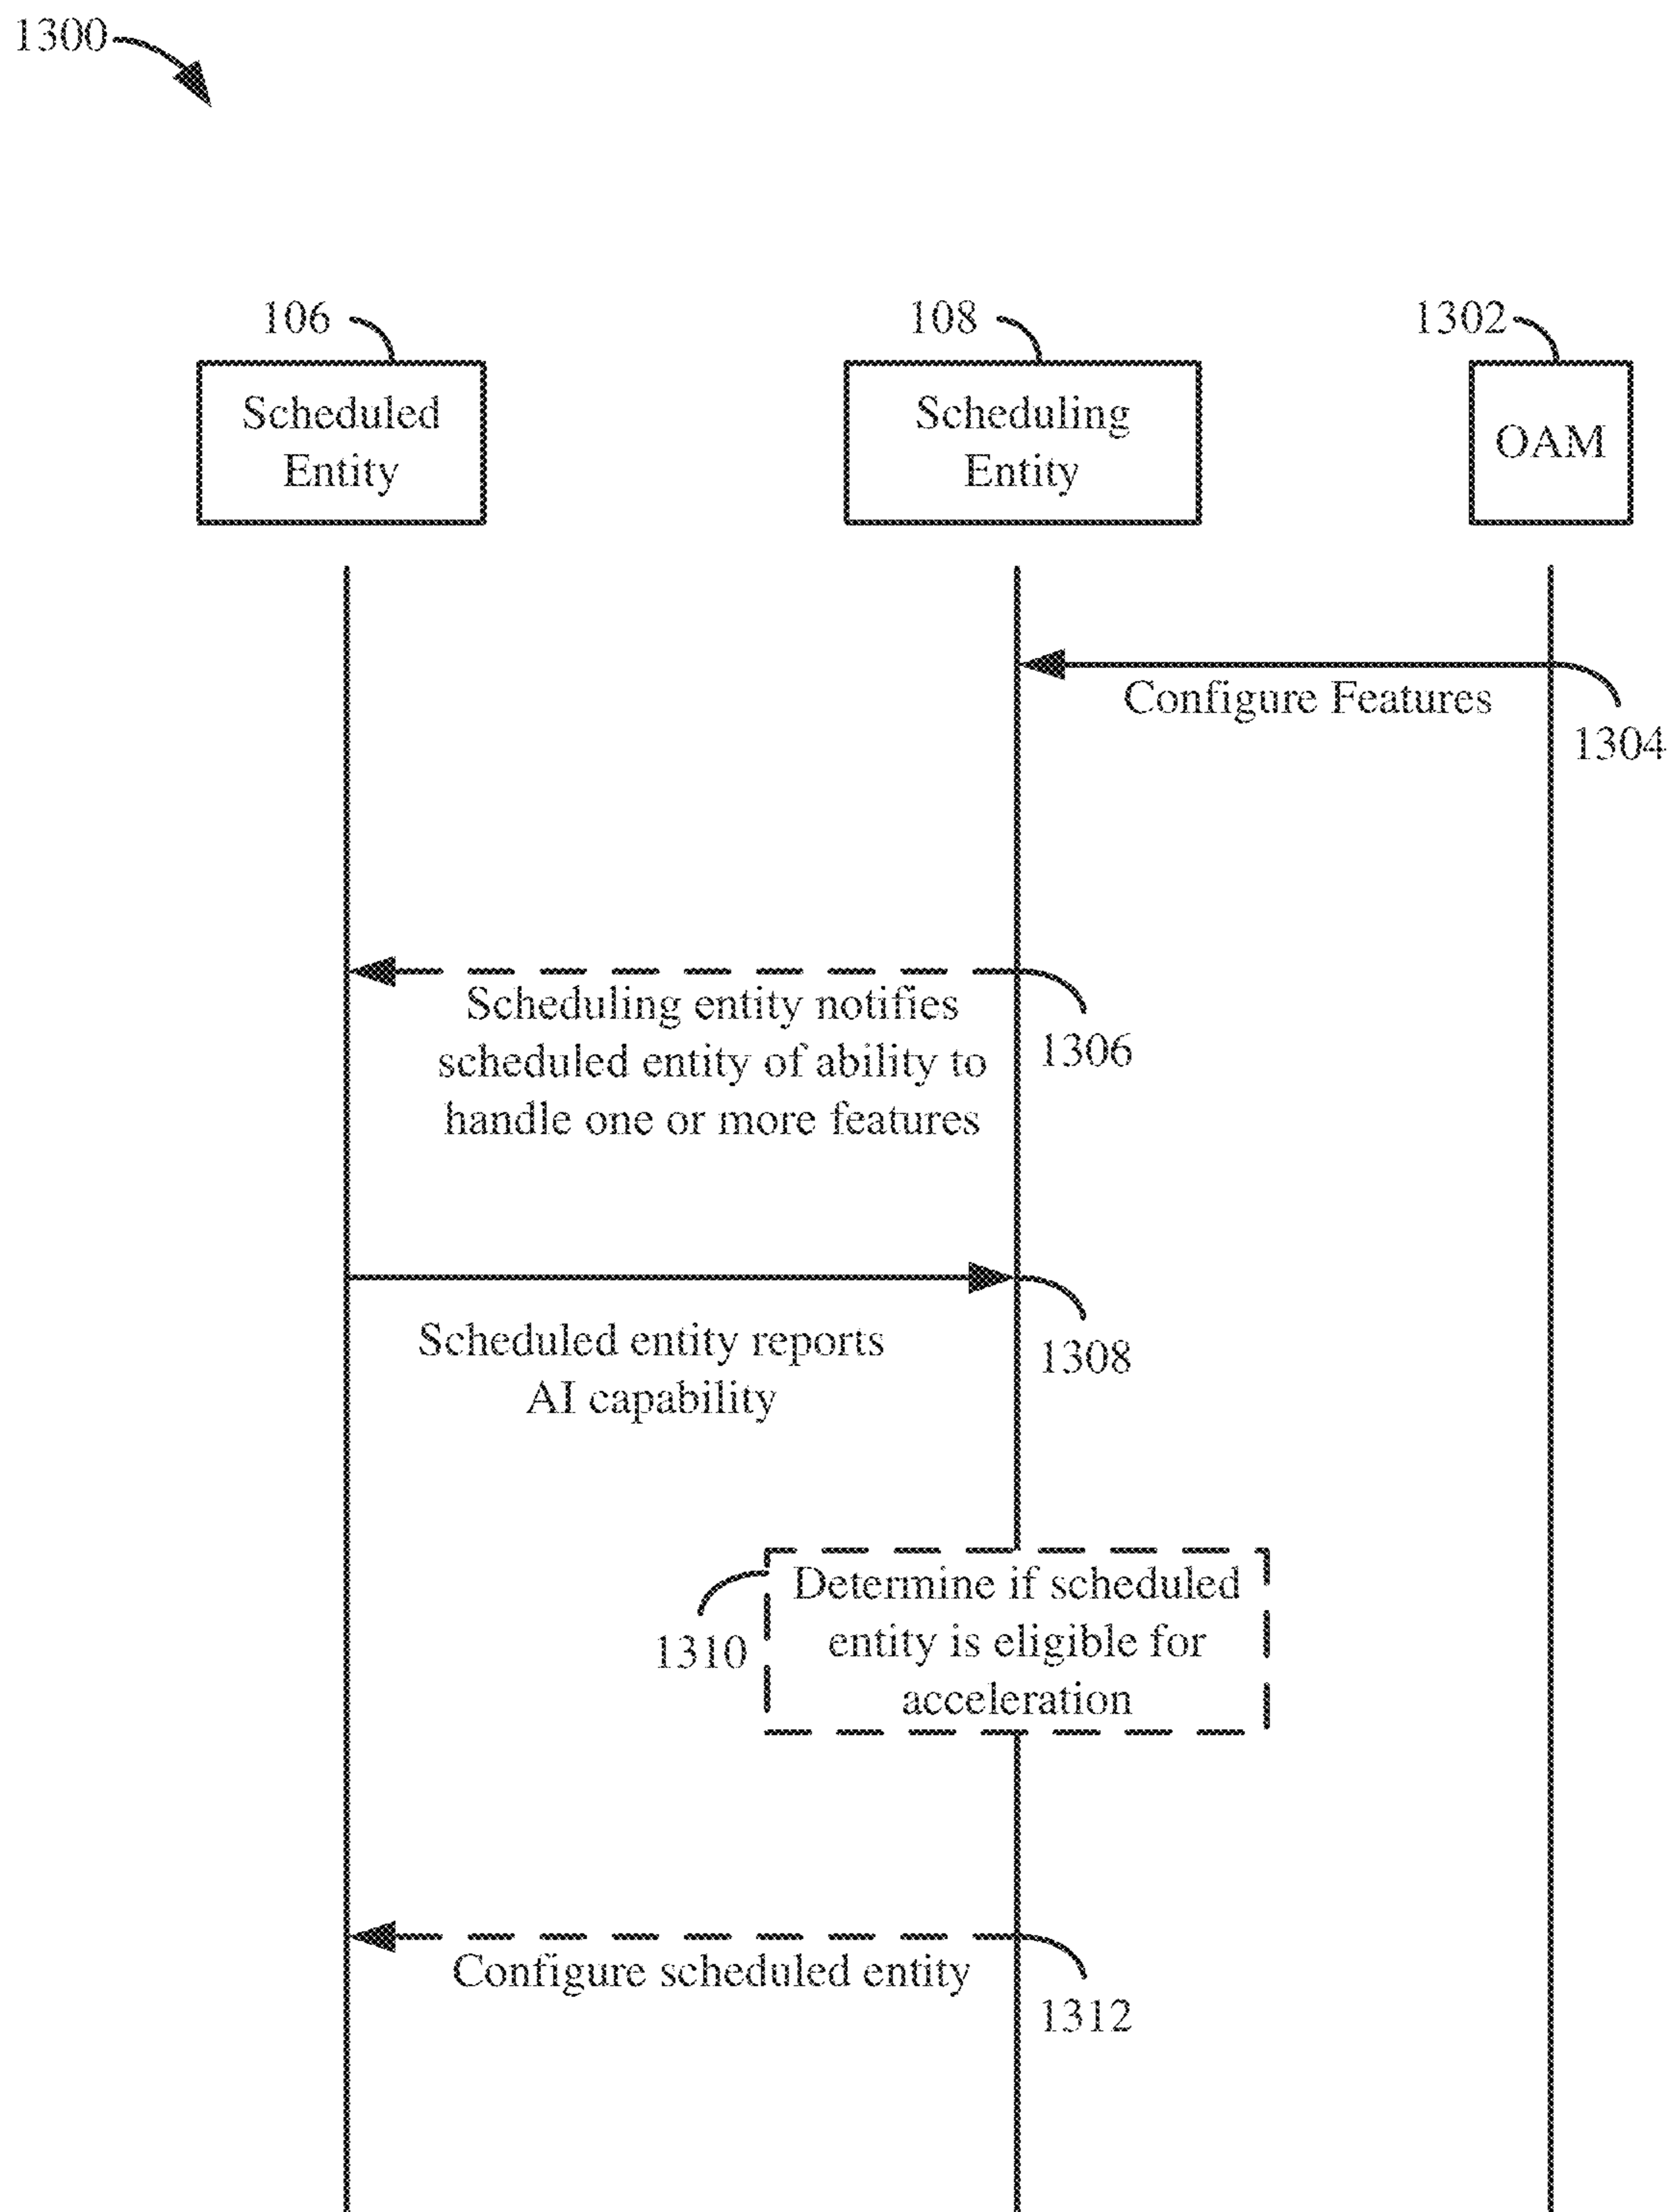 1300
106
108
1302
Scheduled
Entity
Scheduling
Entity
OAM
Configure Features
1304
Scheduling entity notifies
scheduled entity of ability to
handle one or more features
1306
Scheduled entity reports
AI capability
1308
Determine if scheduled
entity is eligible for
acceleration
1310
Configure scheduled entity
1312